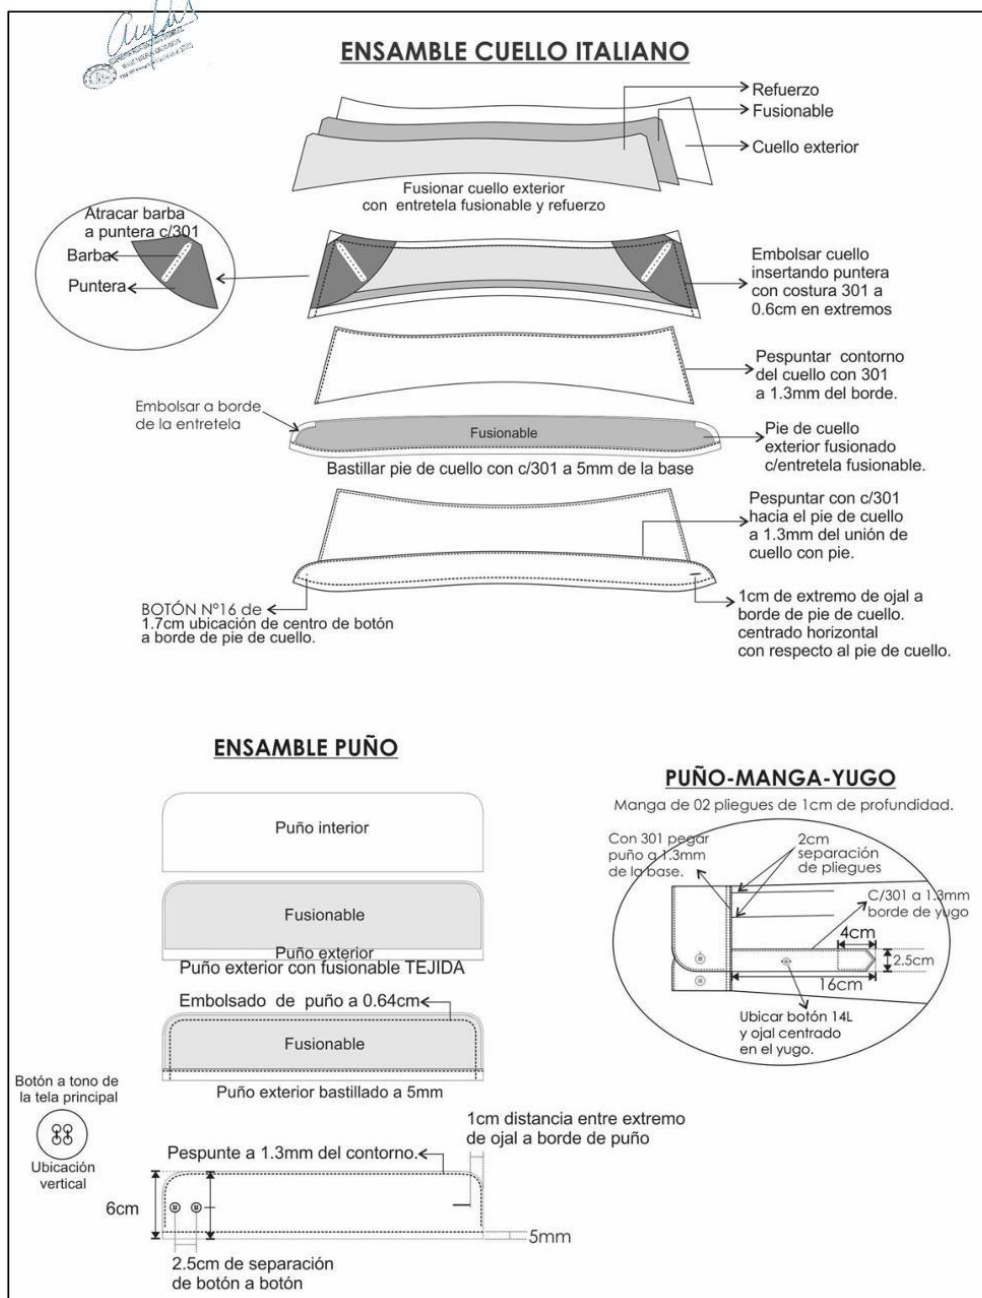 ENSAMBLE CUELLO ITALIANO
Refuerzo
Fusionable
Cuello exterior
Fusionar cuello exterior
con entretela fusionable y refuerzo
Atracar barba
a puntera c/301
Barba
Puntera
Embolsar cuello
insertando puntera
con costura 301 a
0.6cm en extremos
Pespuntar contorno
del cuello con 301
a 1.3mm del borde.
Embolsar a borde
de la entretela
Fusionable
Pie de cuello
exterior fusionado
c/entretela fusionable.
Bastillar pie de cuello con c/301 a 5mm de la base
Pespuntar con c/301
hacia el pie de cuello
a 1.3mm del unión de
cuello con pie.
BOTÓN Nº16 de
1.7cm ubicación de centro de botón
a borde de pie de cuello.
1cm de extremo de ojal a
borde de pie de cuello.
centrado horizontal
con respecto al pie de cuello.
ENSAMBLE PUÑO
Puño interior
Fusionable
Puño exterior
Puño exterior con fusionable TEJIDA
Embolsado de puño a 0.64cm
Fusionable
Puño exterior bastillado a 5mm
Botón a tono de
la tela principal
Ubicación
vertical
1cm distancia entre extremo
de ojal a borde de puño
Pespunte a 1.3mm del contorno.
6cm
5mm
2.5cm de separación
de botón a botón
PUÑO-MANGA-YUGO
Manga de 02 pliegues de 1cm de profundidad.
Con 301 pegar
puño a 1.3mm
de la base.
2cm
separación
de pliegues
C/301 a 1.3mm
borde de yugo
4cm
2.5cm
16cm
Ubicar botón 14L
y ojal centrado
en el yugo.